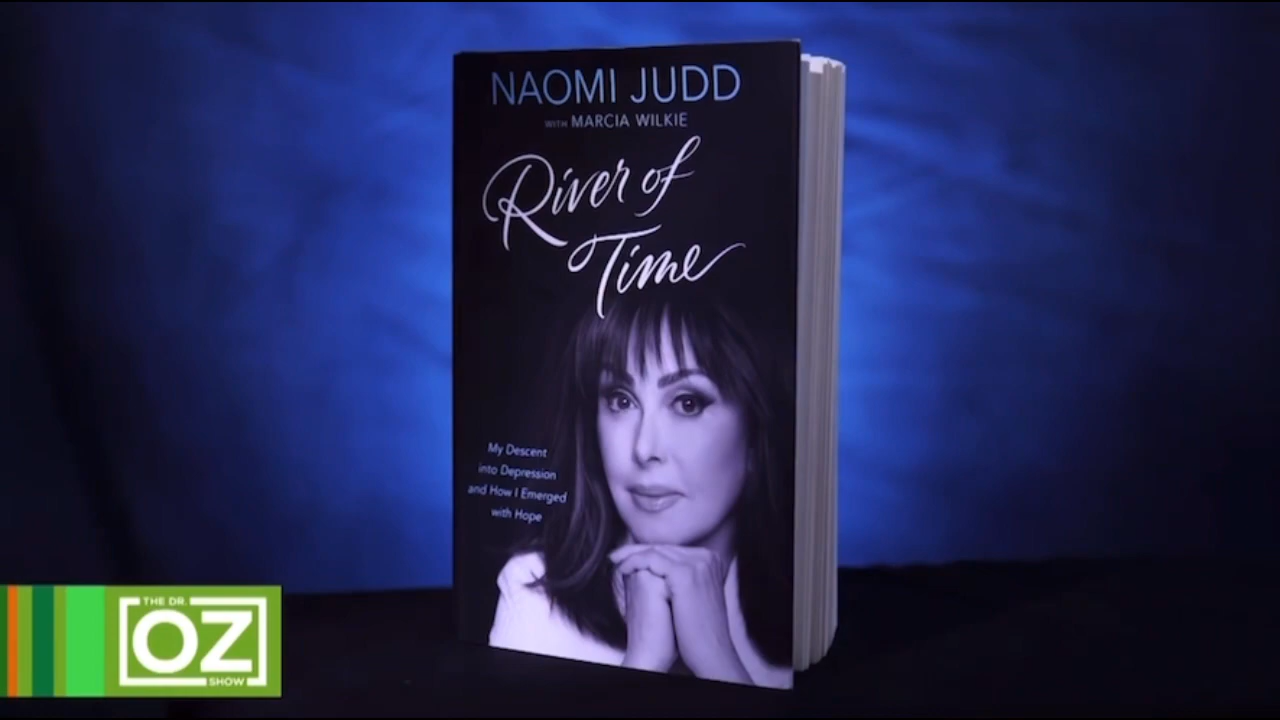 NAOMI JUDD
WITH MARCIA WILKIE
River of
Time
My Descent
into Depression
and How I Emerged
with Hope
THE DR.
OZ
SHOW